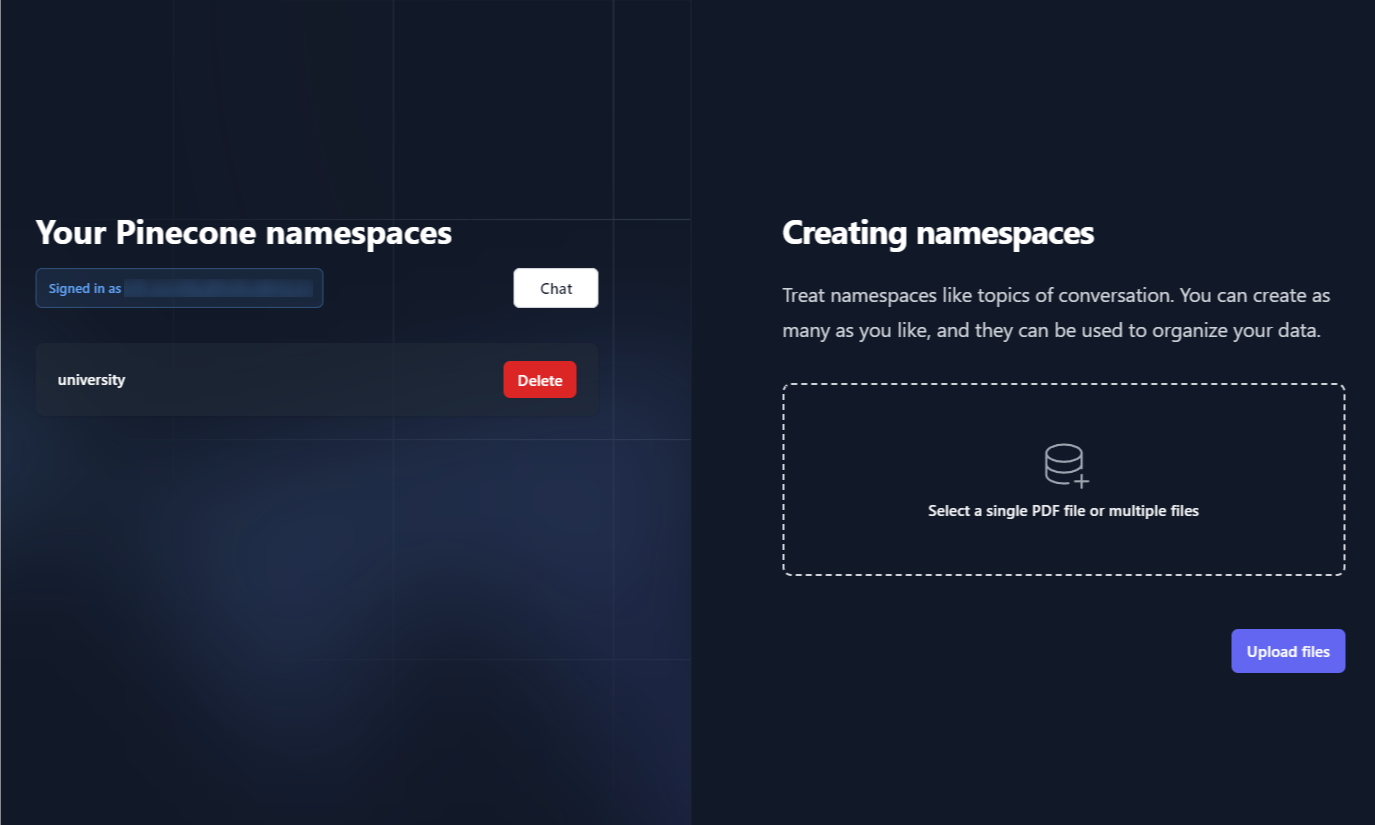 Your Pinecone namespaces
Signed in as
Chat
university
Delete
Creating namespaces
Treat namespaces like topics of conversation. You can create as
many as you like, and they can be used to organize your data.
Select a single PDF file or multiple files
Upload files